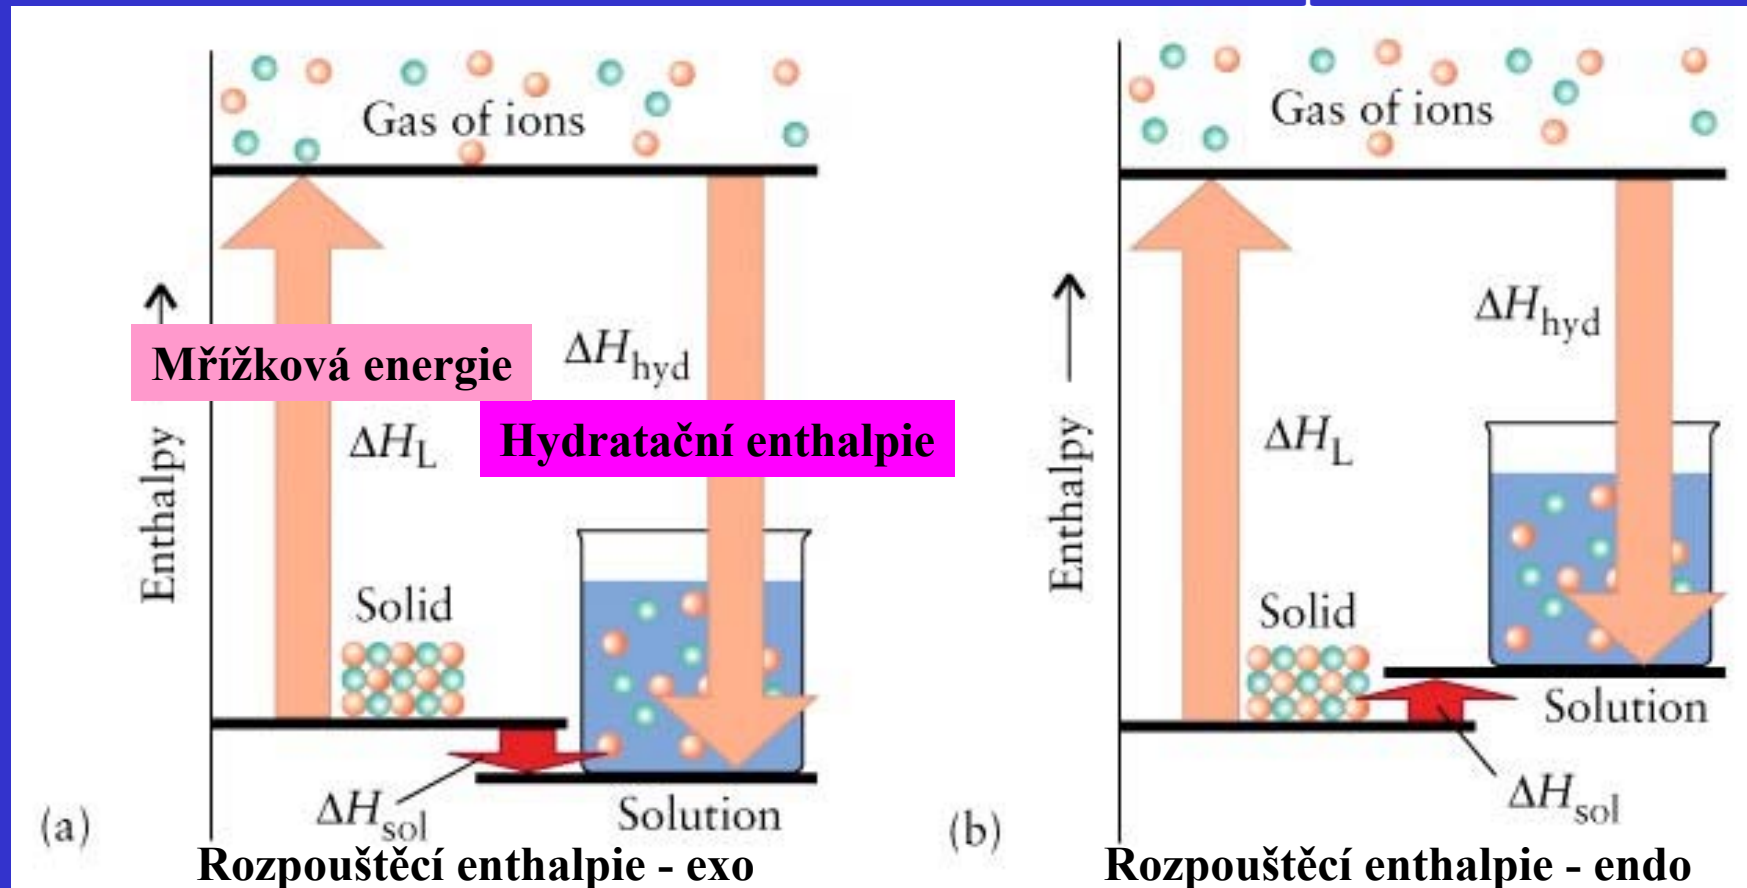 Gas of ions
Enthalpy
Mřížková energie
ΔHhyd
ΔHL
Hydratační enthalpie
Solid
ΔHsol
Solution
(a)
Rozpouštěcí enthalpie - exo
Gas of ions
Enthalpy
ΔHhyd
ΔHL
Solid
Solution
ΔHsol
(b)
Rozpouštěcí enthalpie - endo